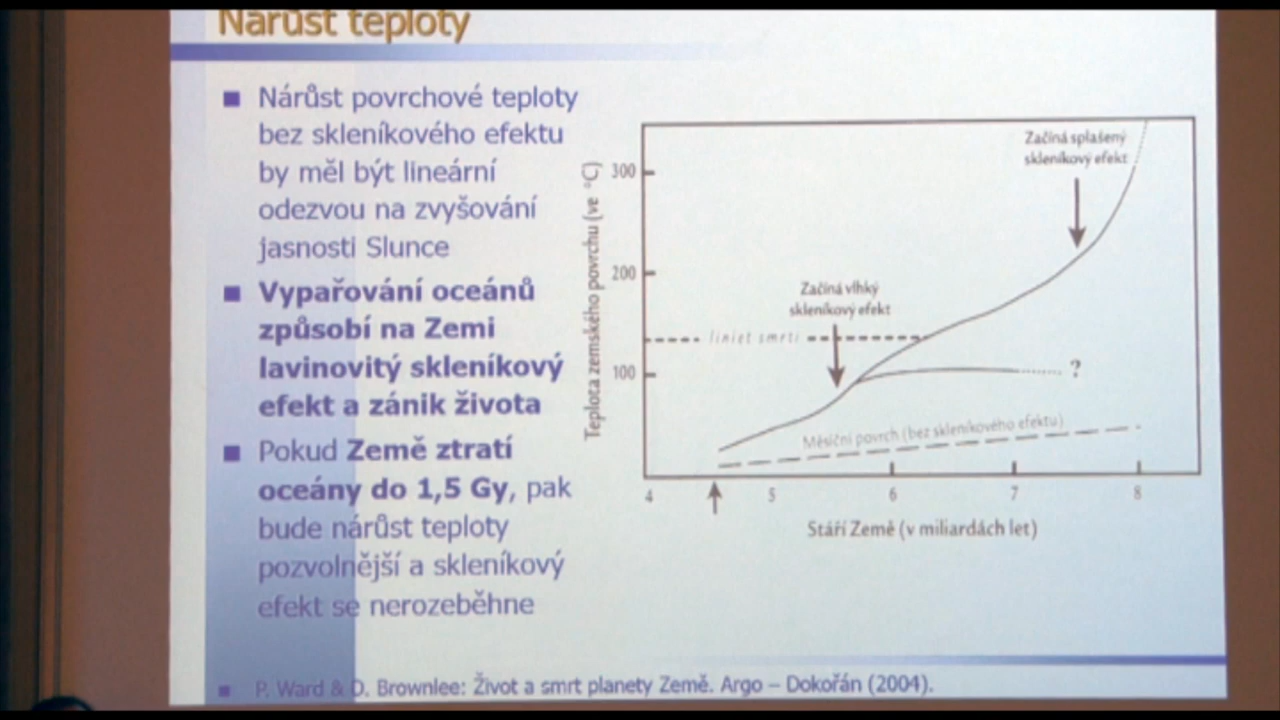 Nárůst teploty
Nárůst povrchové teploty
bez skleníkového efektu
by měl být lineární
odezvou na zvyšování
jasnosti Slunce
Vypařování oceánů
způsobí na Zemi
lavinovitý skleníkový
efekt a zánik života
Pokud Země ztratí
oceány do 1,5 Gy, pak
bude nárůst teploty
pozvolnější a skleníkový
efekt se nerozeběhne
Teplota zemského povrchu (ve °C)
300
200
100
Začíná splašený
skleníkový efekt
Začíná vlhký
skleníkový efekt
smrti
?
Měsíční povrch (bez skleníkového efektu)
4 5 6 7 8
Stáří Země (v miliardách let)
P. Ward & D. Brownlee: Život a smrt planety Země. Argo – Dokořán (2004).